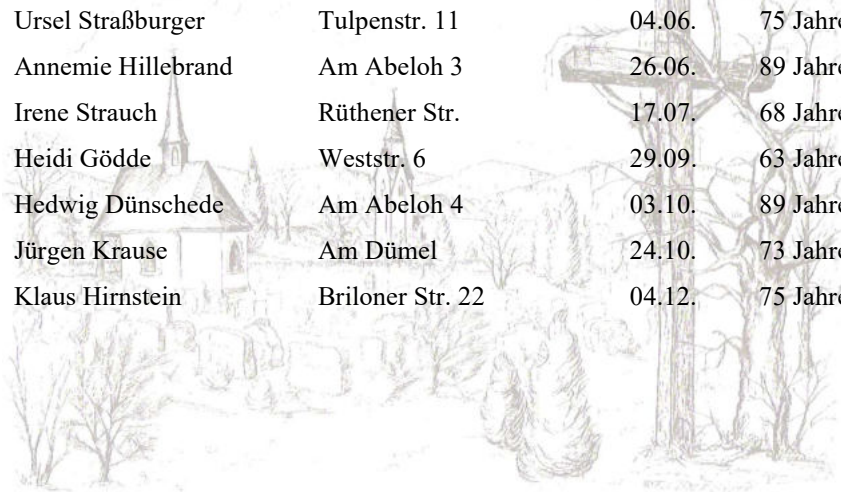 Ursel Straßburger Tulpenstr. 11 04.06. 75 Jahre
Annemie Hillebrand Am Abeloh 3 26.06. 89 Jahre
Irene Strauch Rüthener Str. 17.07. 68 Jahre
Heidi Gödde Weststr. 6 29.09. 63 Jahre
Hedwig Dünschede Am Abeloh 4 03.10. 89 Jahre
Jürgen Krause Am Dümel 24.10. 73 Jahre
Klaus Hirnstein Briloner Str. 22 04.12. 75 Jahre